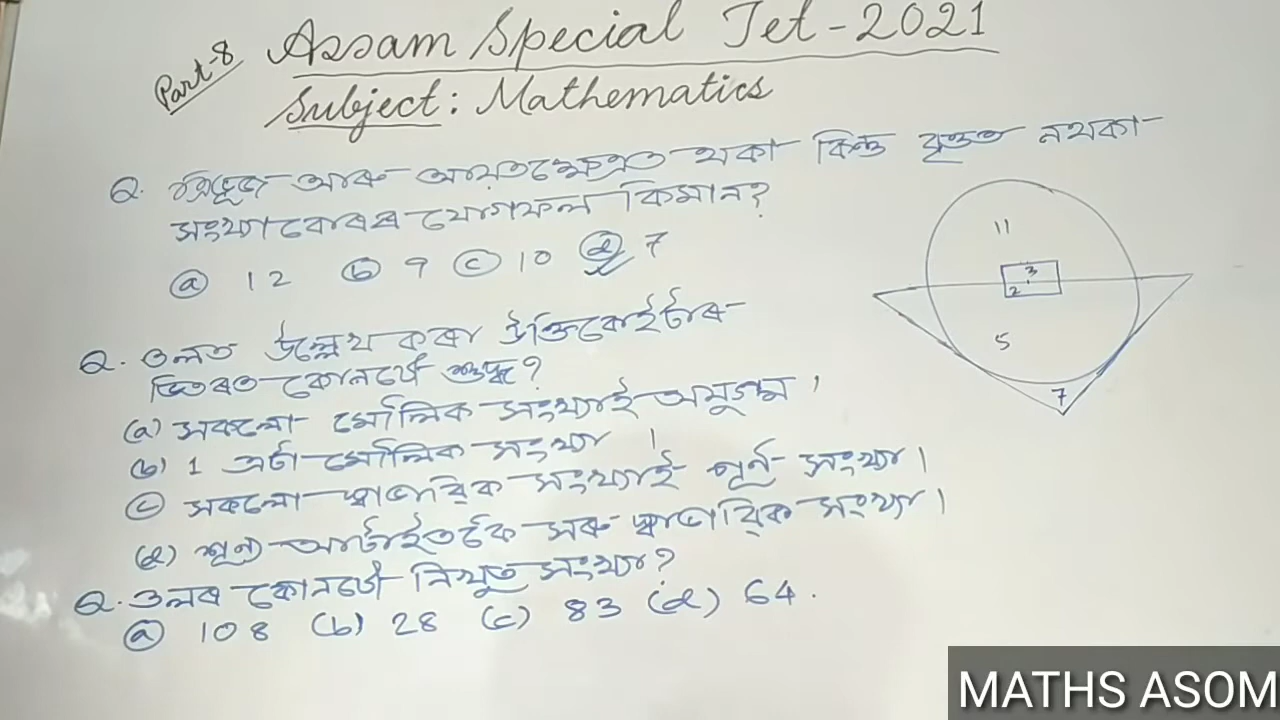 Part-8
Assam Special Tet-2021
Subject: Mathematics
Q. ত্ৰিভূজ আৰু আয়তক্ষেত্ৰত থকা কিন্তু বৃত্তত নথকা
সংখ্যাবোৰৰ যোগফল কিমান?
(a) 12 (b) 9 (c) 10 (d) 7
11
3
2
5
7
Q. তলত উল্লেখ কৰা উক্তিকেইটাৰ
ভিতৰত কোনটো শুদ্ধ?
(a) সকলো মৌলিক সংখ্যাই অযুগ্ম।
(b) 1 এটা মৌলিক সংখ্যা।
(c) সকলো স্বাভাৱিক সংখ্যাই পূৰ্ণ সংখ্যা।
(d) শূন্য আটাইতকৈ সৰু স্বাভাৱিক সংখ্যা।
Q. তলৰ কোনটো নিখুত সংখ্যা?
(a) 108 (b) 28 (c) 83 (d) 64.
MATHS ASOM